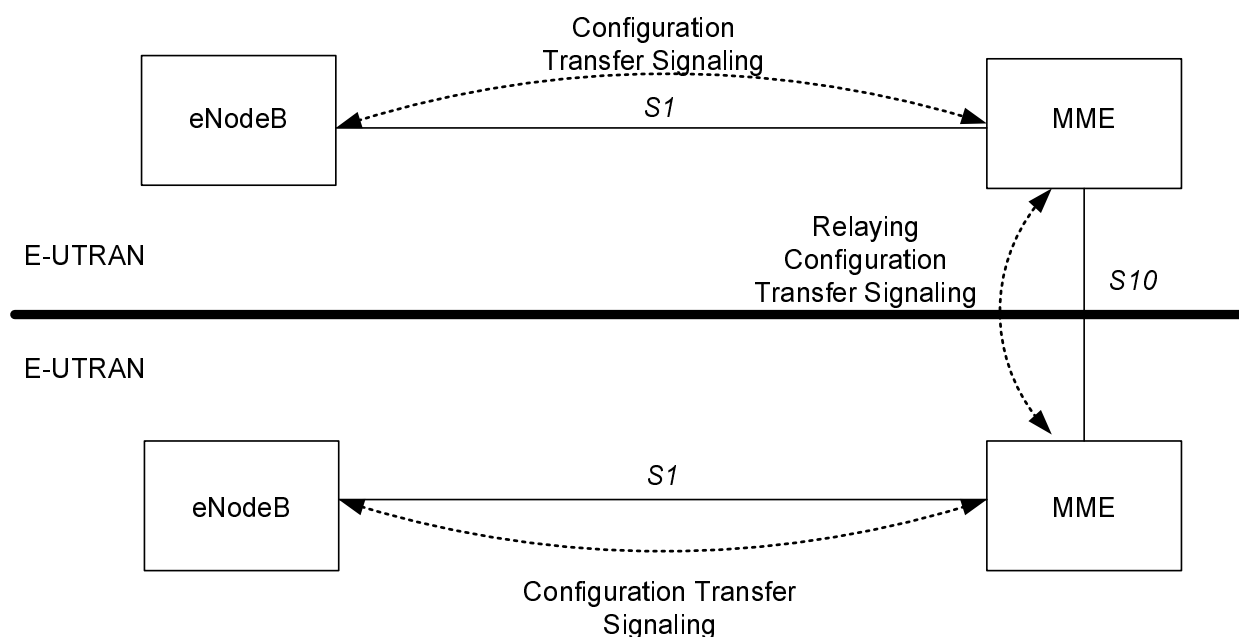 Configuration
Transfer Signaling
eNodeB
S1
MME
Relaying
Configuration
Transfer Signaling
E-UTRAN
S10
E-UTRAN
eNodeB
S1
MME
Configuration Transfer
Signaling